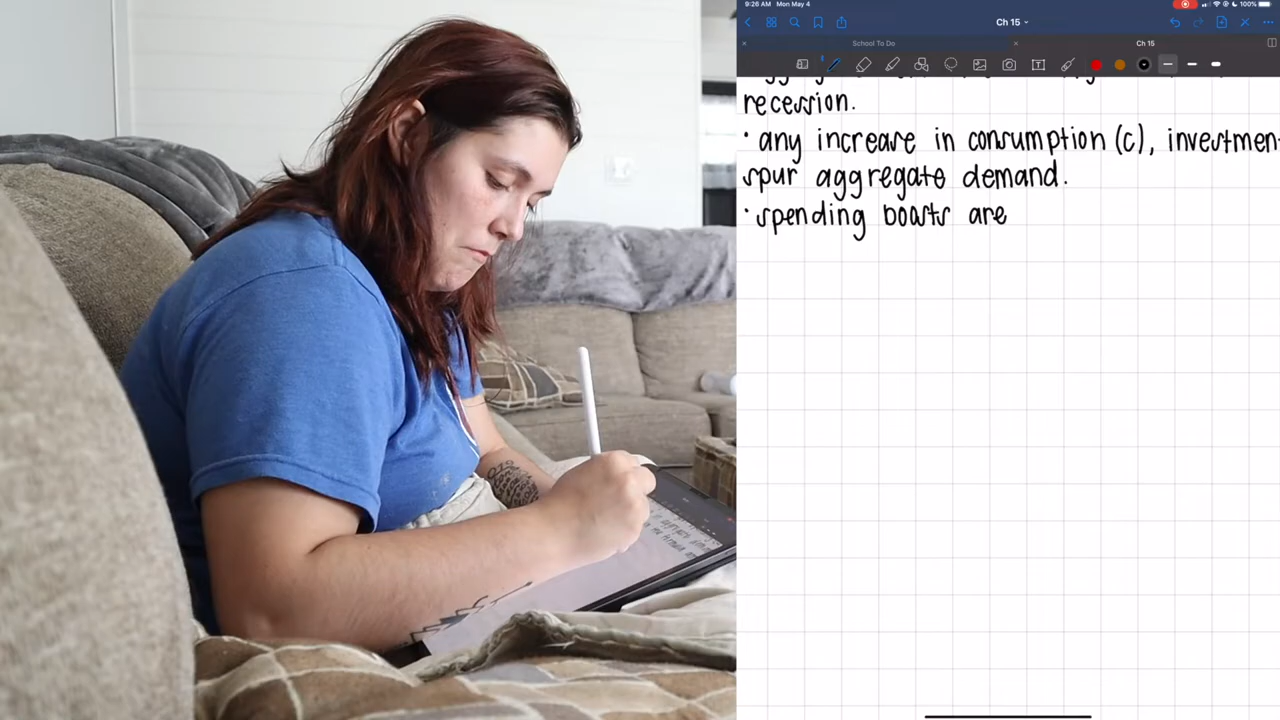 9:26 AM Mon May 4
100%
Ch 15
School To Do
Ch 15
recession.
· any increase in consumption (c), investmen
spur aggregate demand.
· spending boosts are